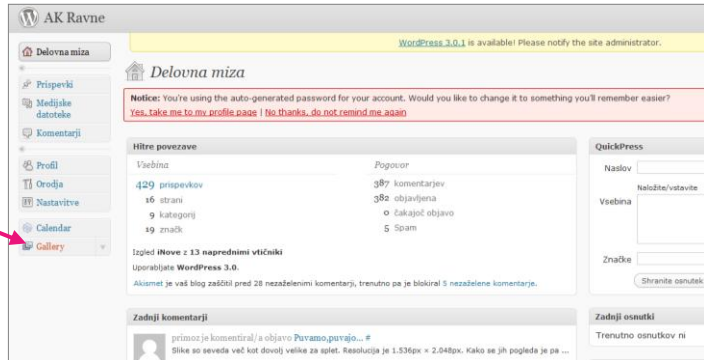 AK Ravne
WordPress 3.0.1 is available! Please notify the site administrator.
Delovna miza
Delovna miza
Prispevki
Medijske
datoteke
Komentarji
Profil
Orodja
Nastavitve
Calendar
Gallery
Notice: You're using the auto-generated password for your account. Would you like to change it to something you'll remember easier?
Yes, take me to my profile page | No thanks, do not remind me again
Hitre povezave
Vsebina
Pogovor
429 prispevkov
387 komentarjev
16 strani
382 objavljena
9 kategorij
0 čakajoč objavo
19 značk
5 Spam
Izgled iNove z 13 naprednimi vtičniki
Uporabljate WordPress 3.0.
Akismet je vaš blog zaščitil pred 28 nezaželenimi komentarji, trenutno pa je blokiral 5 nezaželene komentarje.
QuickPress
Naslov
Naložite/vstavite
Vsebina
Značke
Shranite osnutek
Zadnji komentarji
primoz je komentiral/a objavo Puvamo,puvajo... #
Slike so seveda več kot dovolj velike za splet. Resolucija je 1.536px × 2.048px. Kako se jih pogleda je pa ...
Zadnji osnutki
Trenutno osnutkov ni